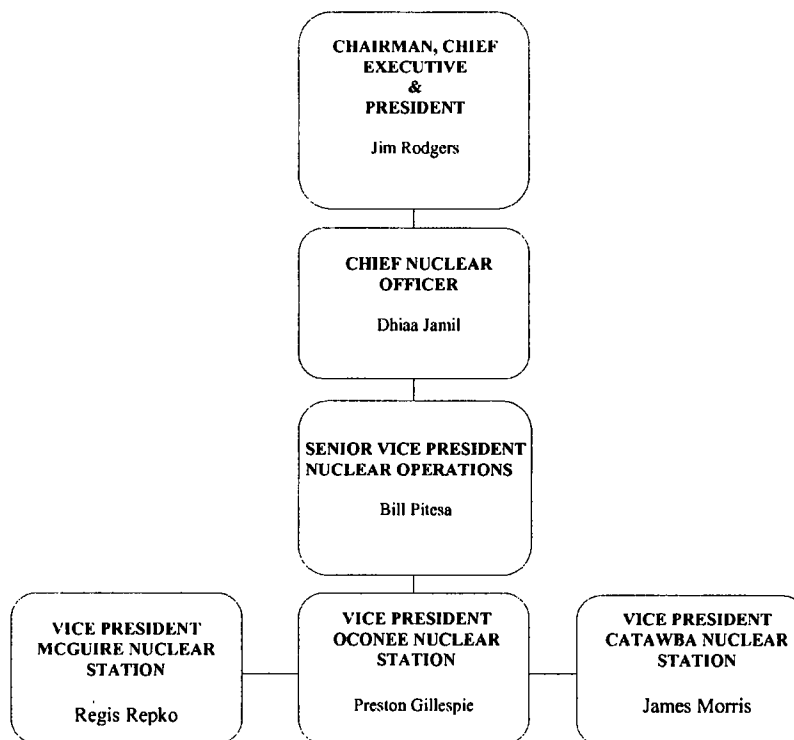 CHAIRMAN, CHIEF
EXECUTIVE
&
PRESIDENT
Jim Rodgers
CHIEF NUCLEAR
OFFICER
Dhiaa Jamil
SENIOR VICE PRESIDENT
NUCLEAR OPERATIONS
Bill Pitesa
VICE PRESIDENT
MCGUIRE NUCLEAR
STATION
Regis Repko
VICE PRESIDENT
OCONEE NUCLEAR
STATION
Preston Gillespie
VICE PRESIDENT
CATAWBA NUCLEAR
STATION
James Morris